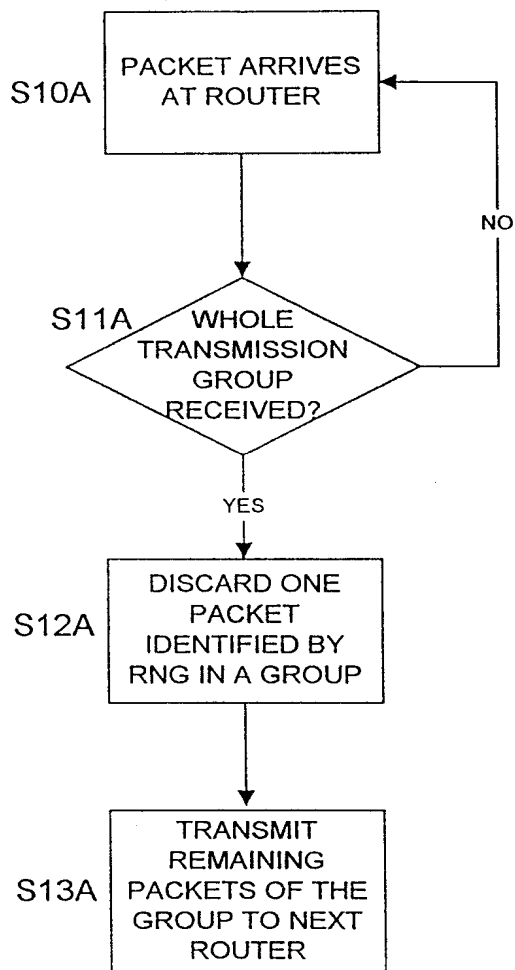 S10A
PACKET ARRIVES
AT ROUTER
NO
S11A
WHOLE
TRANSMISSION
GROUP
RECEIVED?
YES
S12A
DISCARD ONE
PACKET
IDENTIFIED BY
RNG IN A GROUP
S13A
TRANSMIT
REMAINING
PACKETS OF THE
GROUP TO NEXT
ROUTER